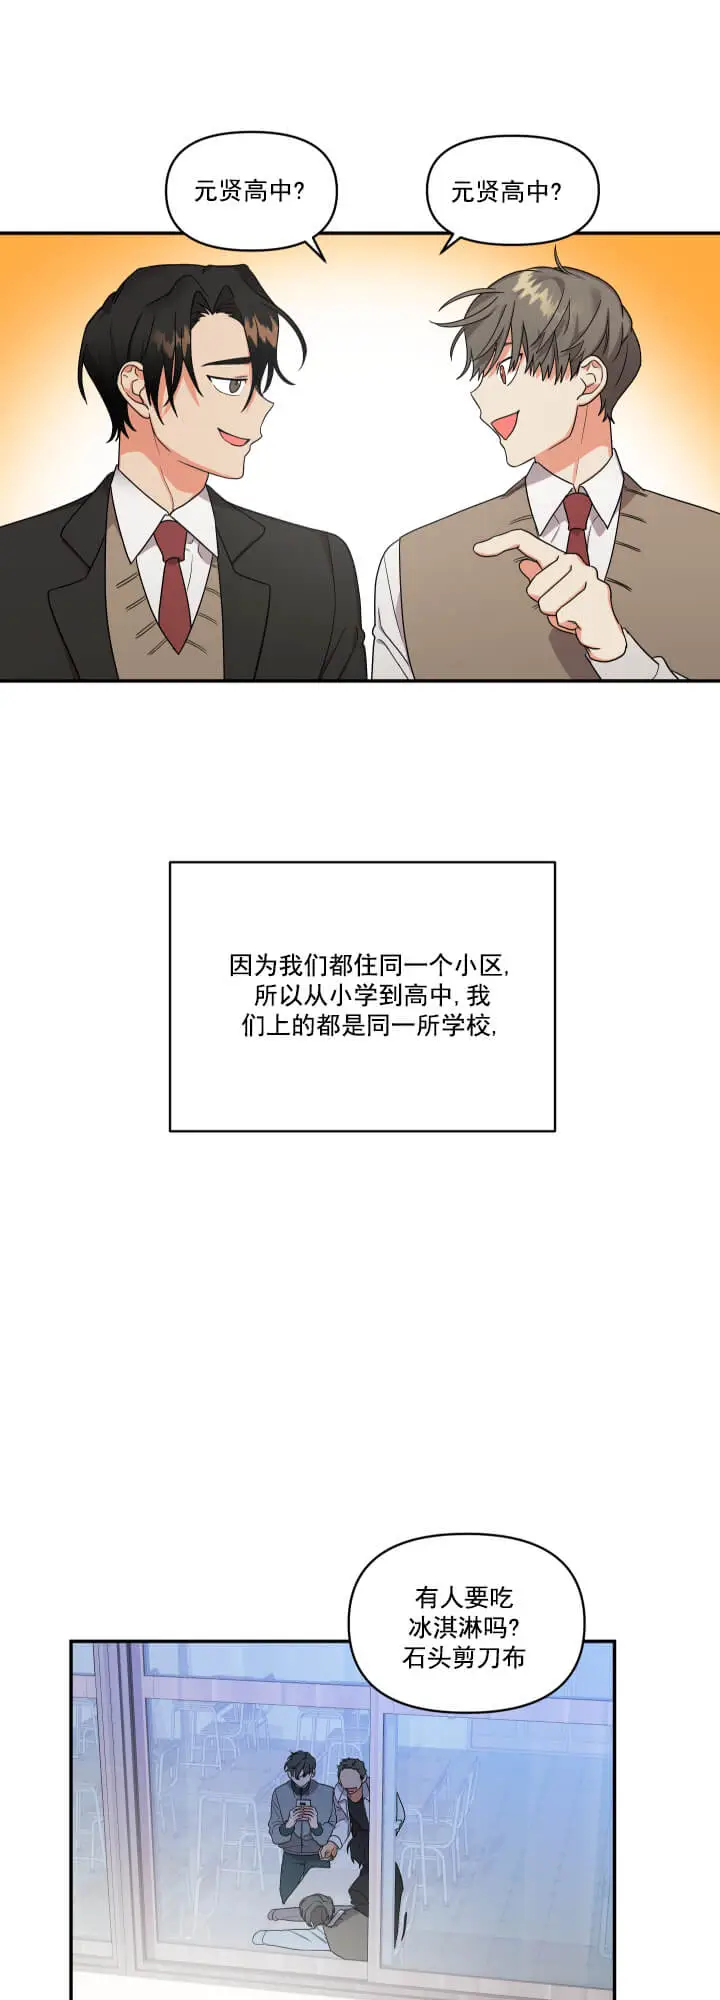 元贤高中?
元贤高中?
因为我们都住同一个小区,
所以从小学到高中,我
们上的都是同一所学校,
有人要吃
冰淇淋吗?
石头剪刀布